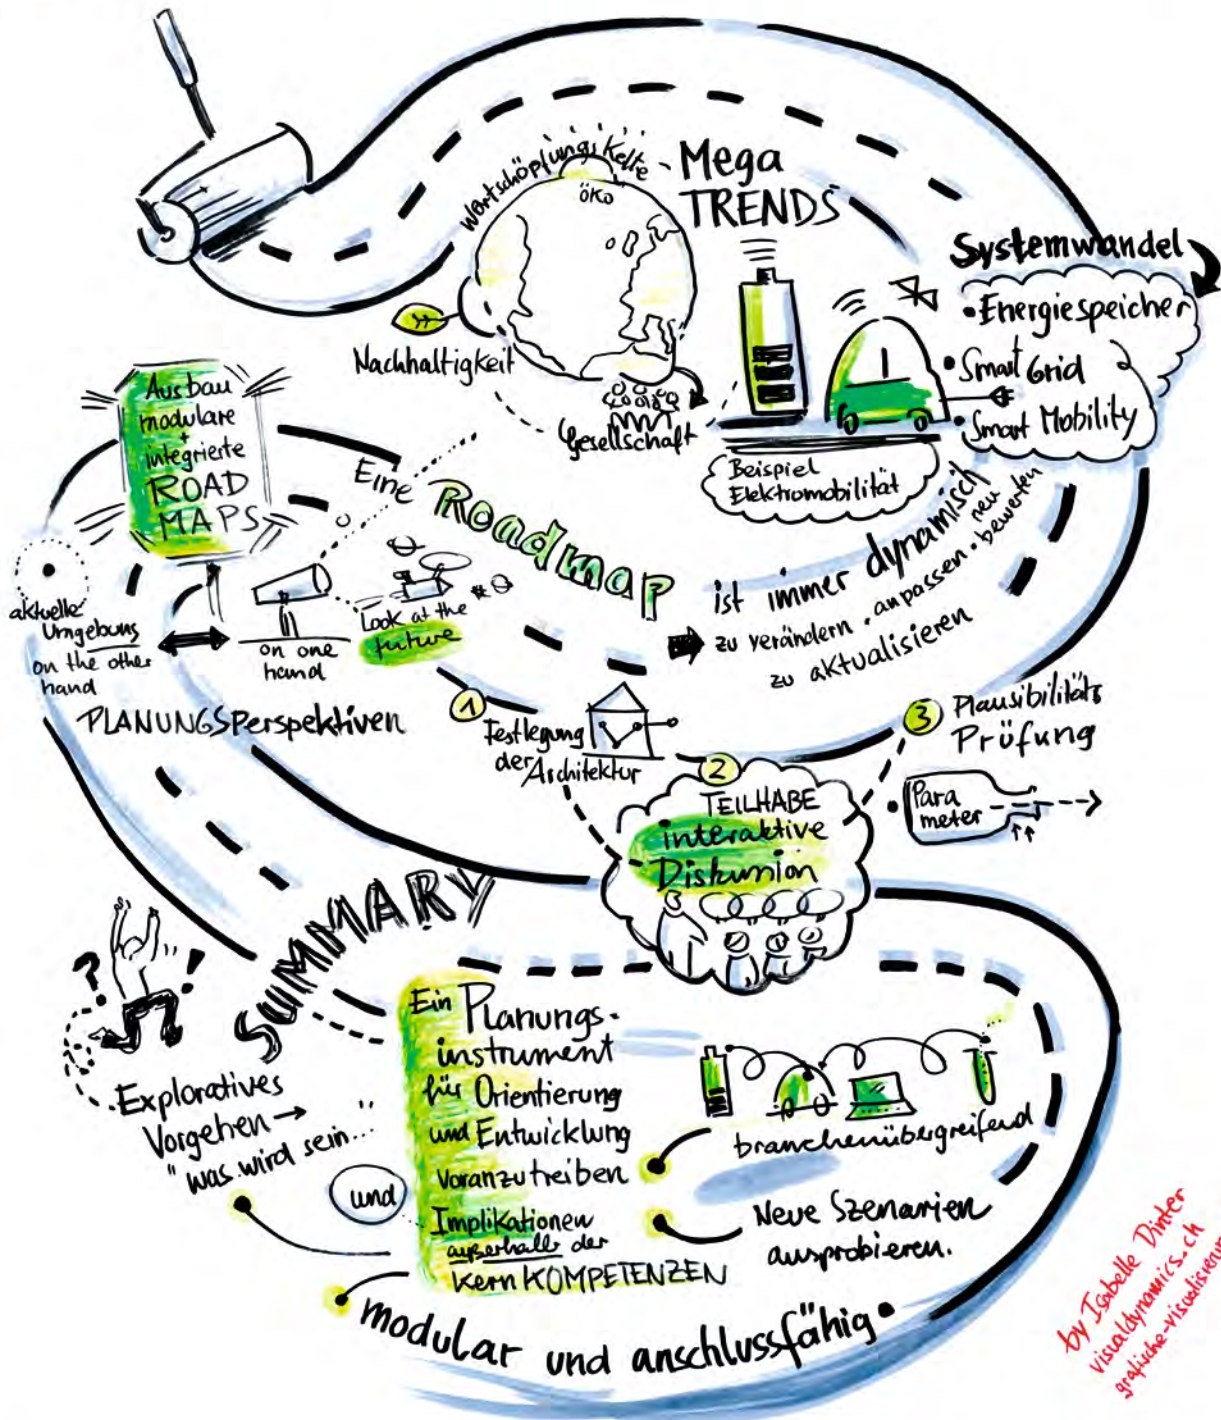 Wertschöpfungskette
ÖKO
Mega
TRENDS
Systemwandel
• Energiespeicher
• Smart Grid
• Smart Mobility
Nachhaltigkeit
Gesellschaft
Beispiel
Elektromobilität
Ausbau
modulare
+
integrierte
ROAD
MAPS
Eine Roadmap
ist immer dynamisch
zu verändern • anpassen • neu
bewerten
zu aktualisieren
aktuelle
Umgebung
on the other
hand
on one
hand
Look at the
future
PLANUNGSperspektiven
1
Festlegung
der Architektur
2
TEILHABE
interaktive
Diskussion
3
Plausibilitäts
Prüfung
• Para
meter
SUMMARY
? !
Exploratives
Vorgehen →
"was wird sein..."
Ein Planungs-
instrument
für Orientierung
und Entwicklung
voranzutreiben
und
Implikationen
außerhalb der
Kern KOMPETENZEN
branchenübergreifend
Neue Szenarien
ausprobieren.
modular und anschlussfähig •
by Isabelle Dinter
visualdynamics.ch